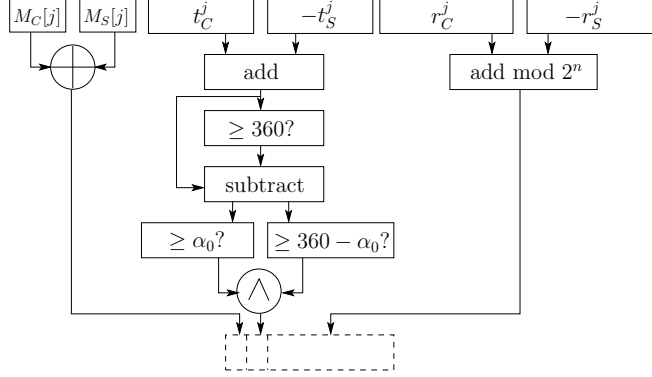 M_C[j] M_S[j] t_C^j −t_S^j r_C^j −r_S^j
add add mod 2^n
≥ 360?
subtract
≥ α_0? ≥ 360 − α_0?
∧